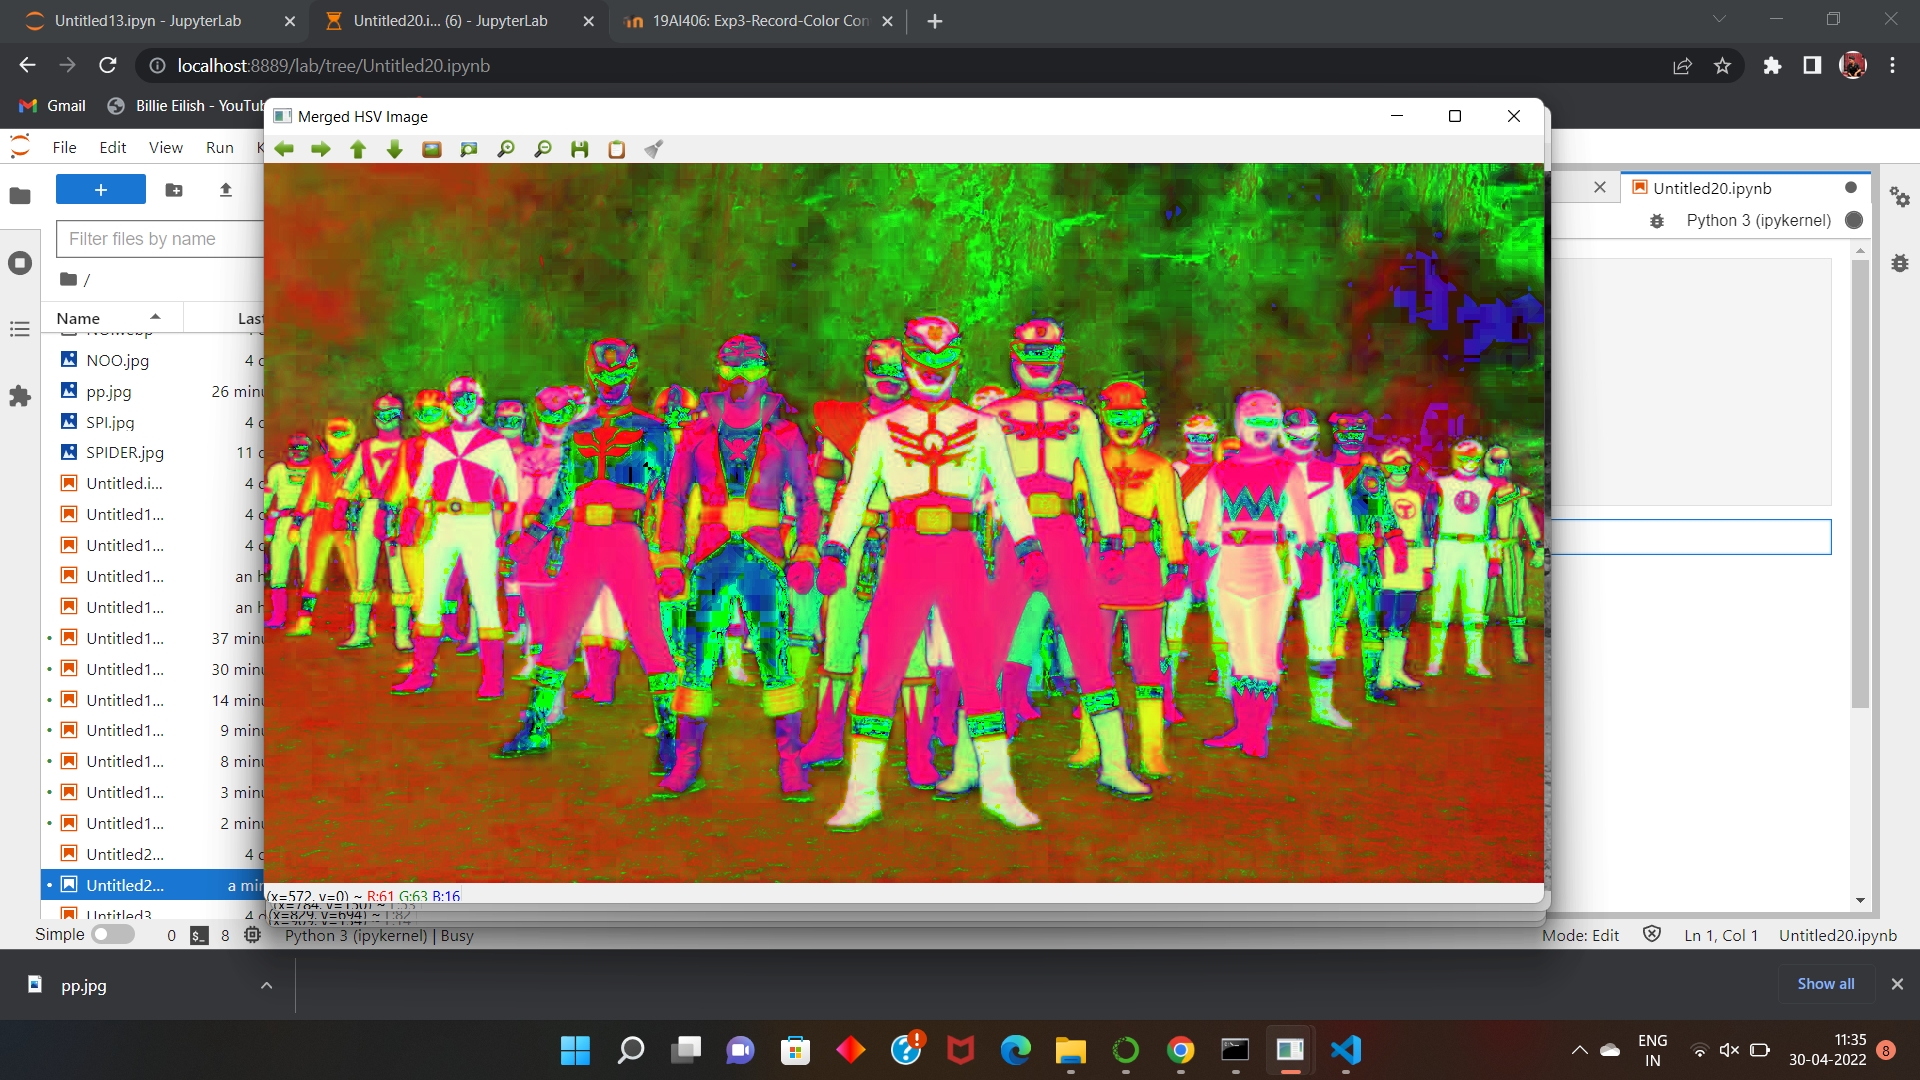 Untitled13.ipyn - JupyterLab
Untitled20.i... (6) - JupyterLab
19AI406: Exp3-Record-Color Con
localhost:8889/lab/tree/Untitled20.ipynb
Gmail
Billie Eilish - YouTub
Merged HSV Image
File Edit View Run K
Untitled20.ipynb
Python 3 (ipykernel)
Filter files by name
/
Name Last
NOO.jpg 4 d
pp.jpg 26 minu
SPI.jpg 4 d
SPIDER.jpg 11 d
Untitled.i... 4 d
Untitled1... 4 d
Untitled1... 4 d
Untitled1... an h
Untitled1... an h
Untitled1... 37 minu
Untitled1... 30 minu
Untitled1... 14 minu
Untitled1... 9 minu
Untitled1... 8 minu
Untitled1... 3 minu
Untitled1... 2 minu
Untitled2... 4 d
Untitled2... a min
Untitled3 4 d
(x=572, y=0) ~ R:61 G:63 B:16
(x=829, y=694) ~ L:82
Simple 0 $_ 8 Python 3 (ipykernel) | Busy
Mode: Edit Ln 1, Col 1 Untitled20.ipynb
pp.jpg
Show all
ENG
IN
11:35
30-04-2022
8